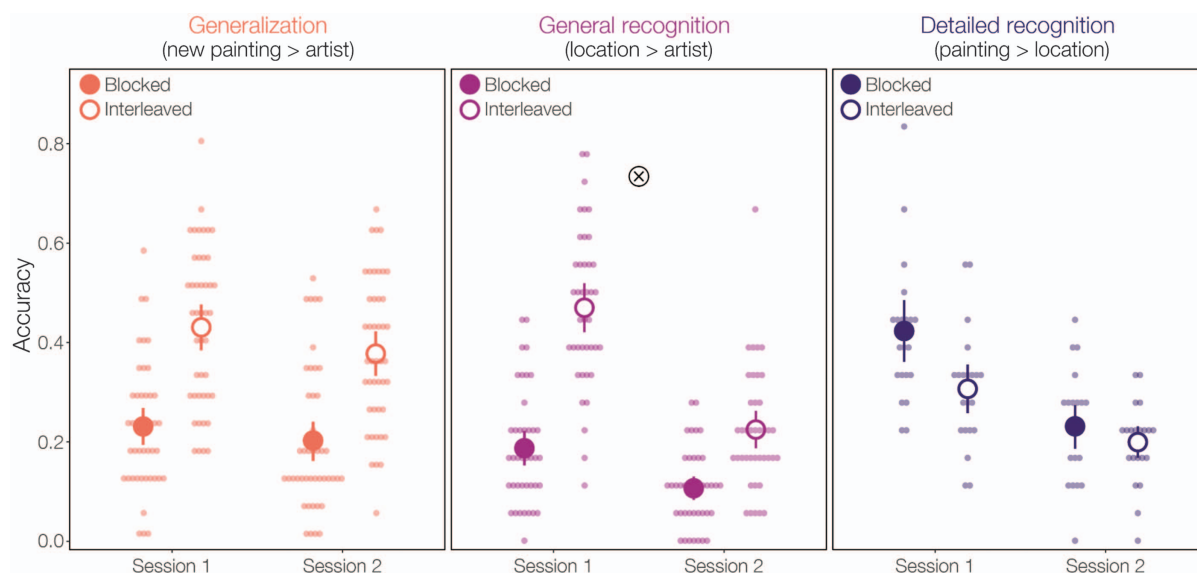 Generalization
(new painting > artist)
General recognition
(location > artist)
Detailed recognition
(painting > location)
Blocked
Interleaved
Blocked
Interleaved
Blocked
Interleaved
Accuracy
0.8
0.6
0.4
0.2
0.0
Session 1
Session 2
Session 1
Session 2
Session 1
Session 2